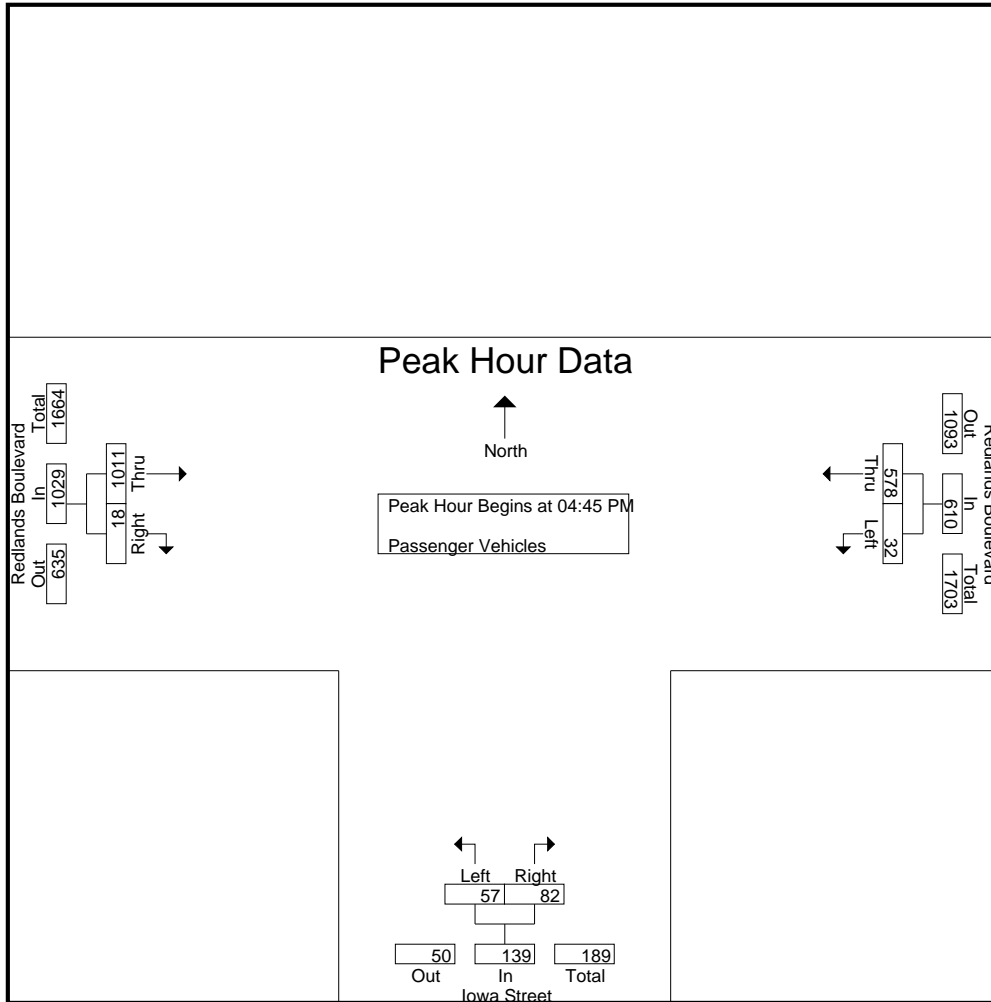 Peak Hour Data
North
Peak Hour Begins at 04:45 PM
Passenger Vehicles
Redlands Boulevard
Total
1664
In
1029
Out
635
Thru
1011
Right
18
Redlands Boulevard
Out
1093
In
610
Total
1703
Thru
578
Left
32
Left Right
57 82
50 139 189
Out In Total
Iowa Street